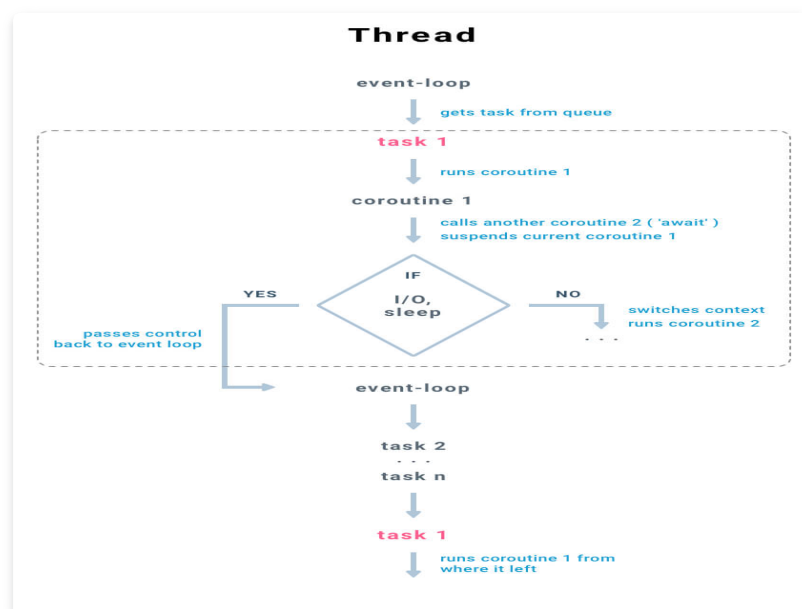 Thread
event-loop
gets task from queue
task 1
runs coroutine 1
coroutine 1
calls another coroutine 2 ( 'await' )
suspends current coroutine 1
IF
I/O,
sleep
YES
NO
passes control
back to event loop
switches context
runs coroutine 2
. . .
event-loop
task 2
. . .
task n
task 1
runs coroutine 1 from
where it left